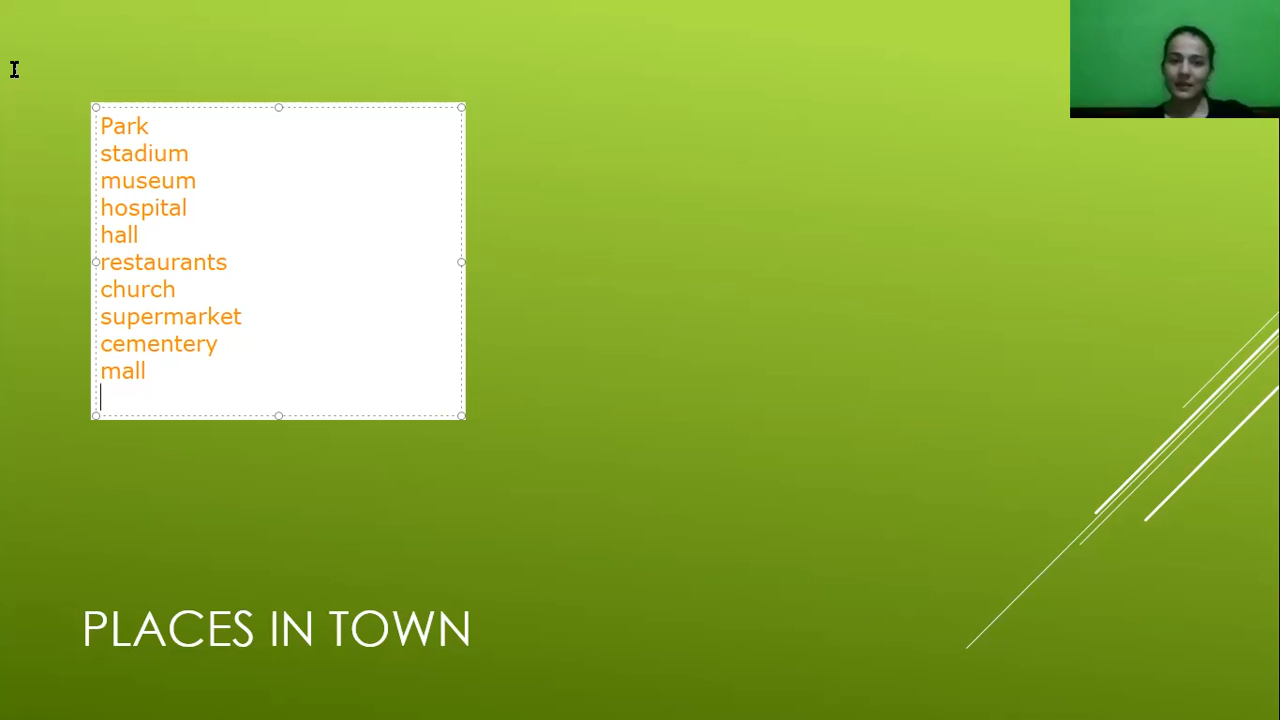 Park
stadium
museum
hospital
hall
restaurants
church
supermarket
cementery
mall
PLACES IN TOWN